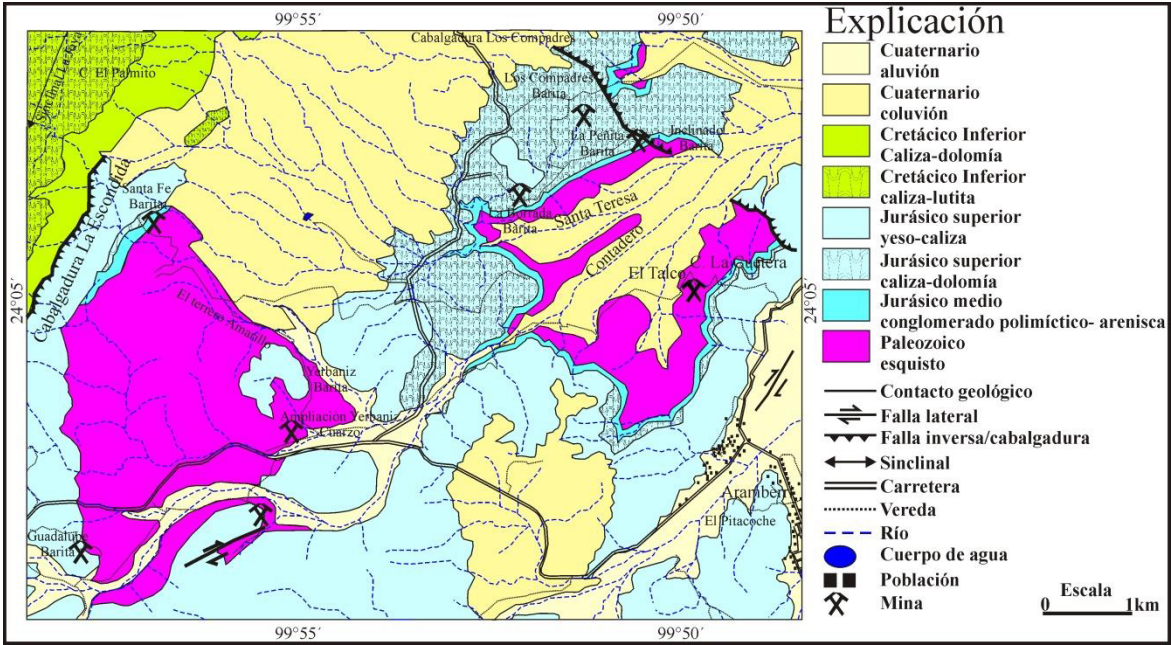 99°55´
99°50´
Cabalgadura Los Compadres
Sinclinal La Joya
C. El Palmito
Los Compadres
Barita
La Peñita
Barita
Inclinado
Barita
Santa Fe
Barita
La Borrada
Barita
Santa Teresa
Contadero
El Talco
Cabalgadura La Escondida
24°05´
24°05´
El terrero Amarillo
Yerbaniz
Barita
Ampliación Yerbaniz
Cuarzo
Guadalupe
Barita
El Pitacoche
99°55´
99°50´
Explicación
Cuaternario
aluvión
Cuaternario
coluvión
Cretácico Inferior
Caliza-dolomía
Cretácico Inferior
caliza-lutita
Jurásico superior
yeso-caliza
Jurásico superior
caliza-dolomía
Jurásico medio
conglomerado polimíctico- arenisca
Paleozoico
esquisto
Contacto geológico
Falla lateral
Falla inversa/cabalgadura
Sinclinal
Carretera
Vereda
Río
Cuerpo de agua
Población
Mina
Escala
0 1km